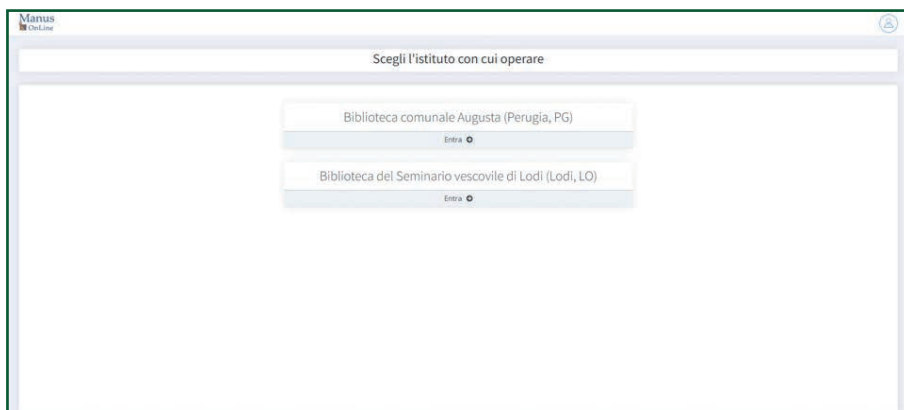 Manus
OnLine
Scegli l'istituto con cui operare
Biblioteca comunale Augusta (Perugia, PG)
Entra
Biblioteca del Seminario vescovile di Lodi (Lodi, LO)
Entra